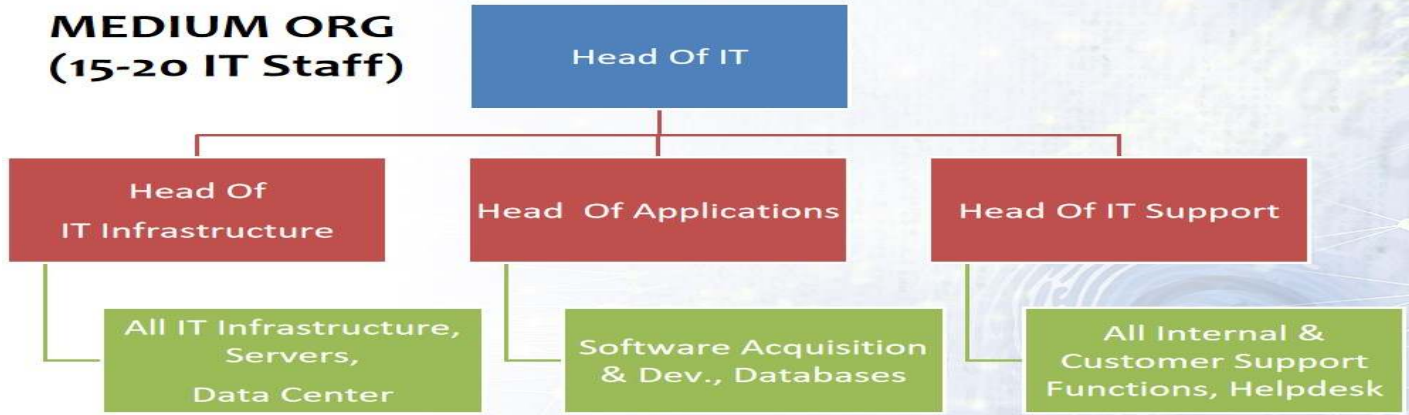 MEDIUM ORG
(15-20 IT Staff)
Head Of IT
Head Of
IT Infrastructure
Head Of Applications
Head Of IT Support
All IT Infrastructure,
Servers,
Data Center
Software Acquisition
& Dev., Databases
All Internal &
Customer Support
Functions, Helpdesk